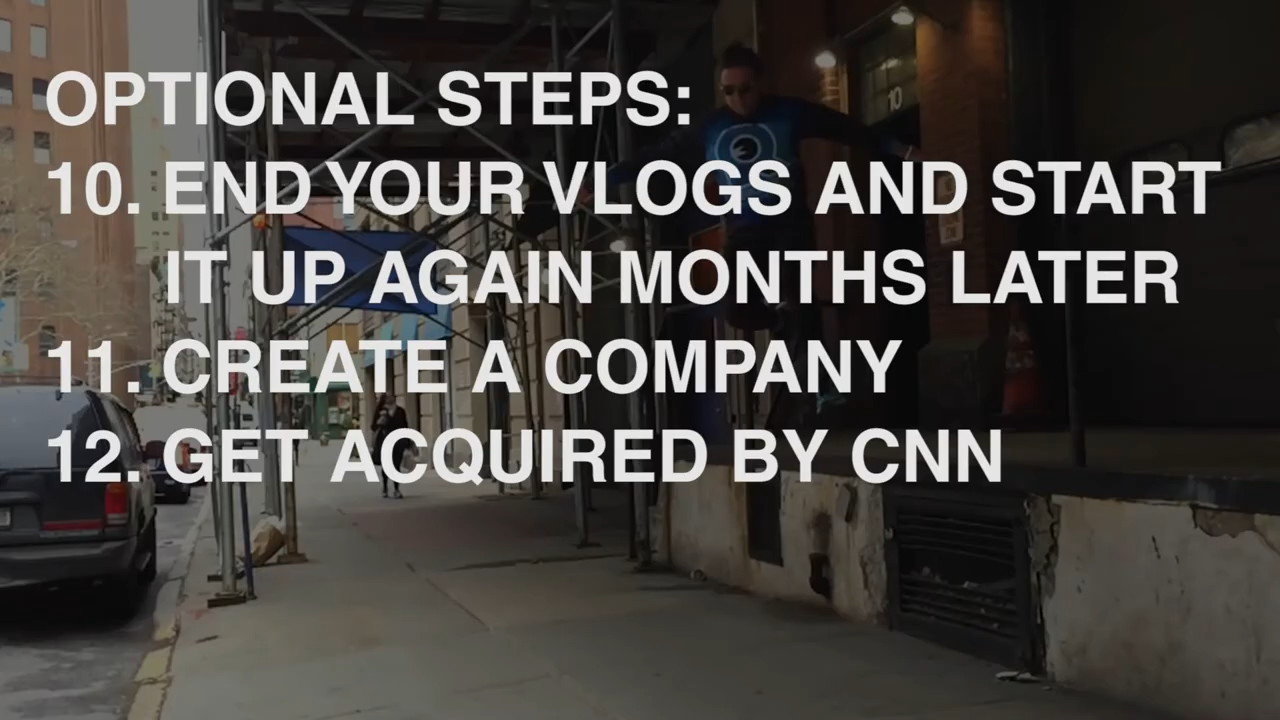 OPTIONAL STEPS:
10. END YOUR VLOGS AND START
IT UP AGAIN MONTHS LATER
11. CREATE A COMPANY
12. GET ACQUIRED BY CNN
10